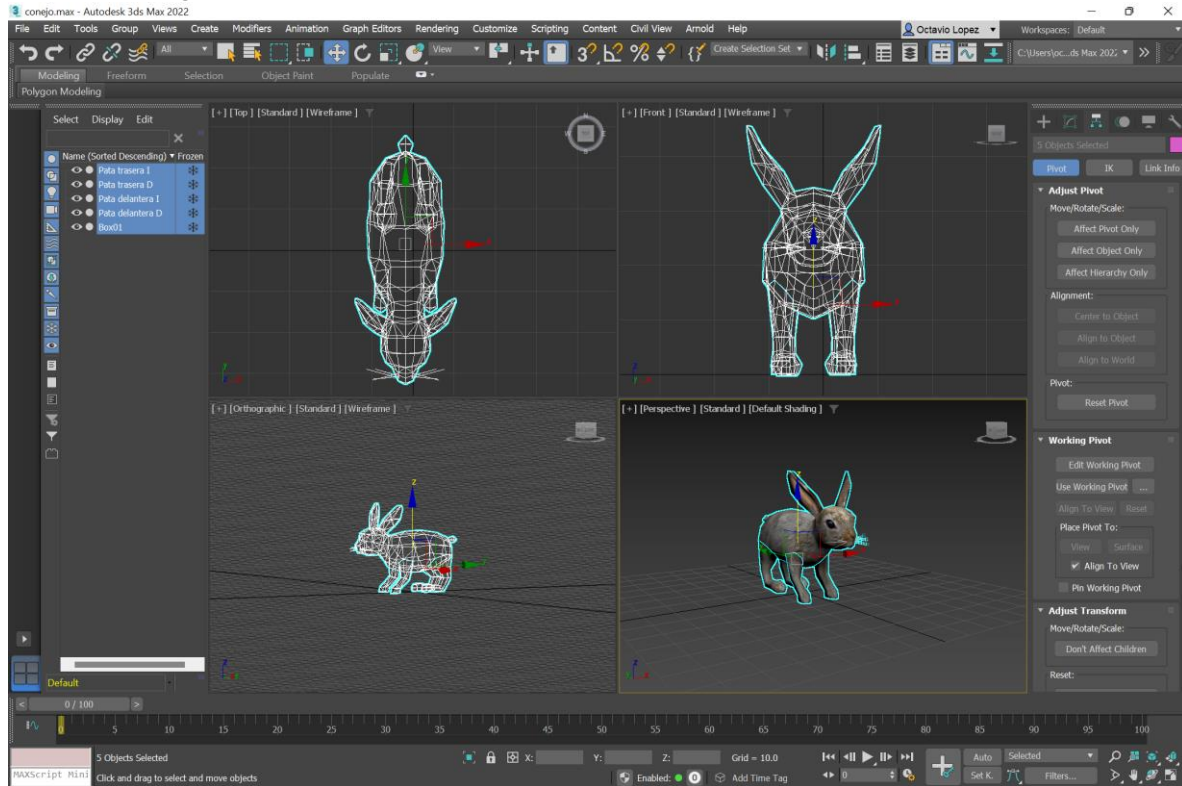 conejo.max - Autodesk 3ds Max 2022
File Edit Tools Group Views Create Modifiers Animation Graph Editors Rendering Customize Scripting Content Civil View Arnold Help Octavio Lopez Workspaces: Default
All View Create Selection Set C:\Users\oc...ds Max 2022
Modeling Freeform Selection Object Paint Populate
Polygon Modeling
Select Display Edit
Name (Sorted Descending) Frozen
Pata trasera I
Pata trasera D
Pata delantera I
Pata delantera D
Box01
Default
[+] [Top ] [Standard ] [Wireframe ]
[+] [Front ] [Standard ] [Wireframe ]
[+] [Orthographic ] [Standard ] [Wireframe ]
[+] [Perspective ] [Standard ] [Default Shading ]
5 Objects Selected
Pivot IK Link Info
Adjust Pivot
Move/Rotate/Scale:
Affect Pivot Only
Affect Object Only
Affect Hierarchy Only
Alignment:
Center to Object
Align to Object
Align to World
Pivot:
Reset Pivot
Working Pivot
Edit Working Pivot
Use Working Pivot ...
Align To View Reset
Place Pivot To:
View Surface
Align To View
Pin Working Pivot
Adjust Transform
Move/Rotate/Scale:
Don't Affect Children
Reset:
0 / 100
0 5 10 15 20 25 30 35 40 45 50 55 60 65 70 75 80 85 90 95 100
5 Objects Selected X: Y: Z: Grid = 10.0 Auto Selected
MAXScript Mini Click and drag to select and move objects Enabled: Add Time Tag 0 Set K. Filters...